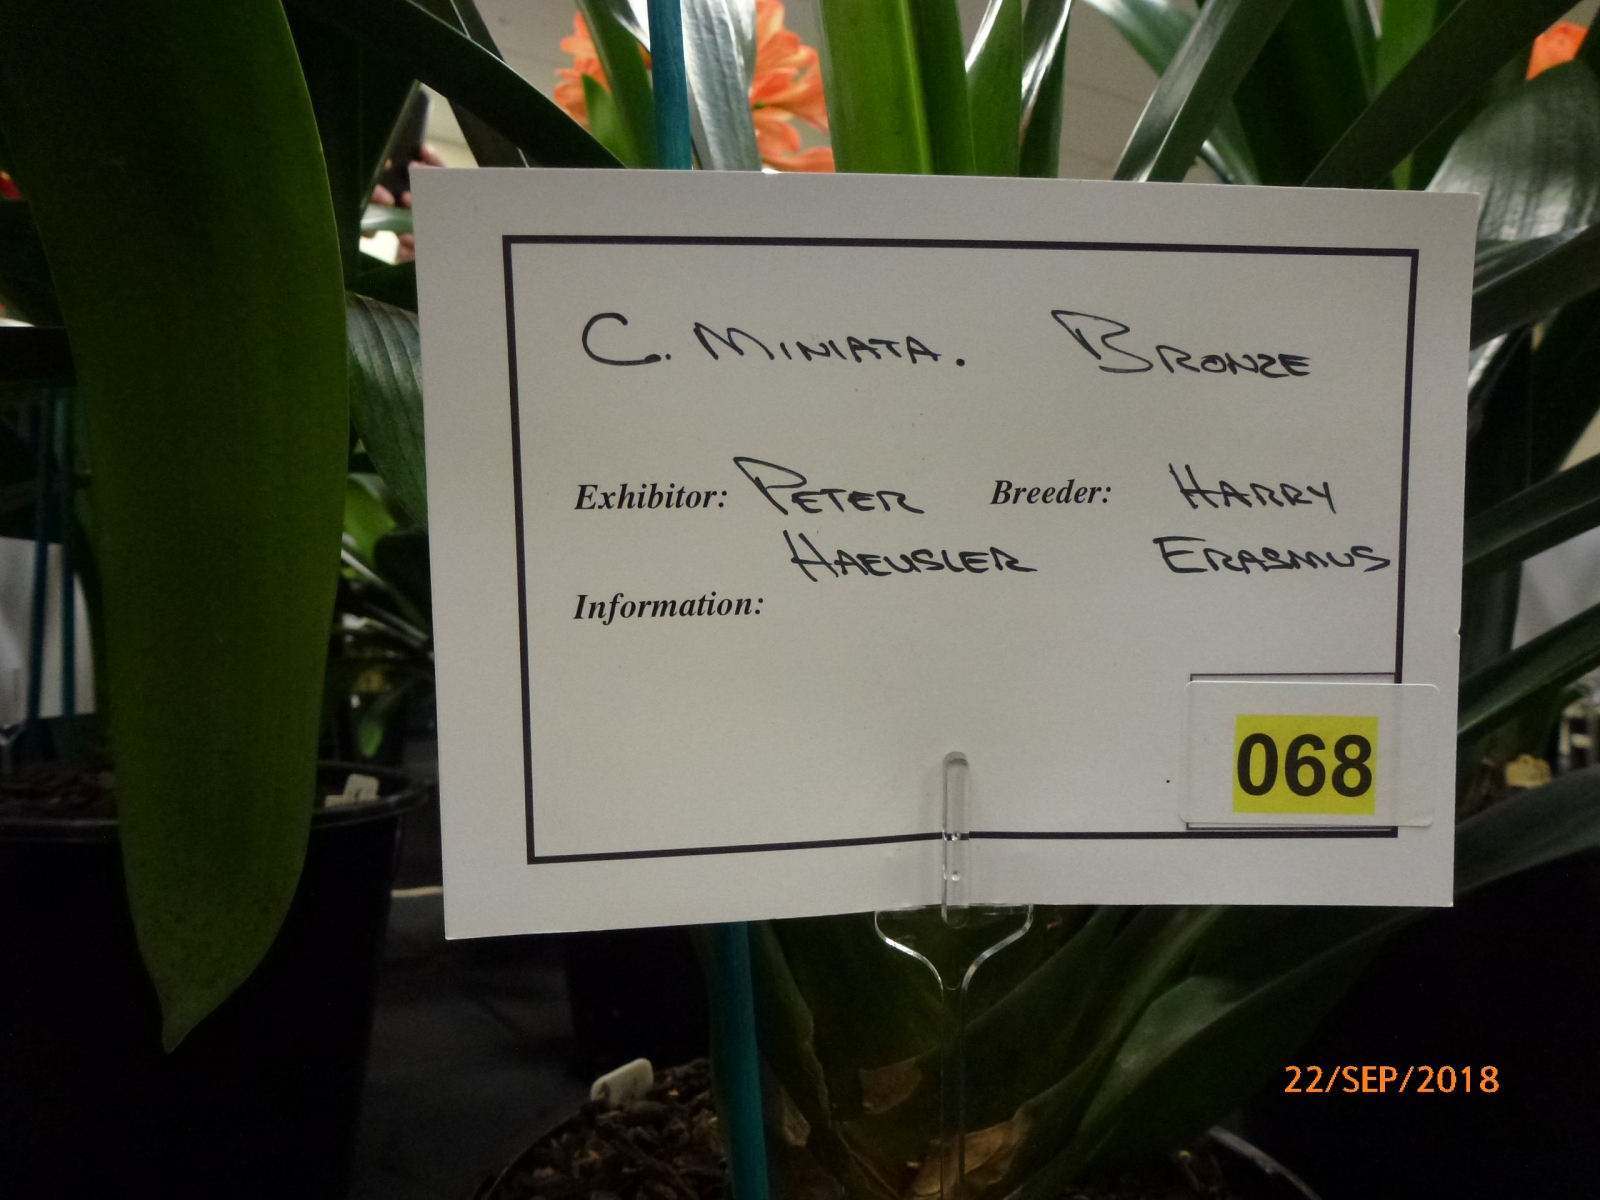 C. MINIATA. BRONZE
Exhibitor: PETER Breeder: HARRY
HAEUSLER ERASMUS
Information:
068
22/SEP/2018